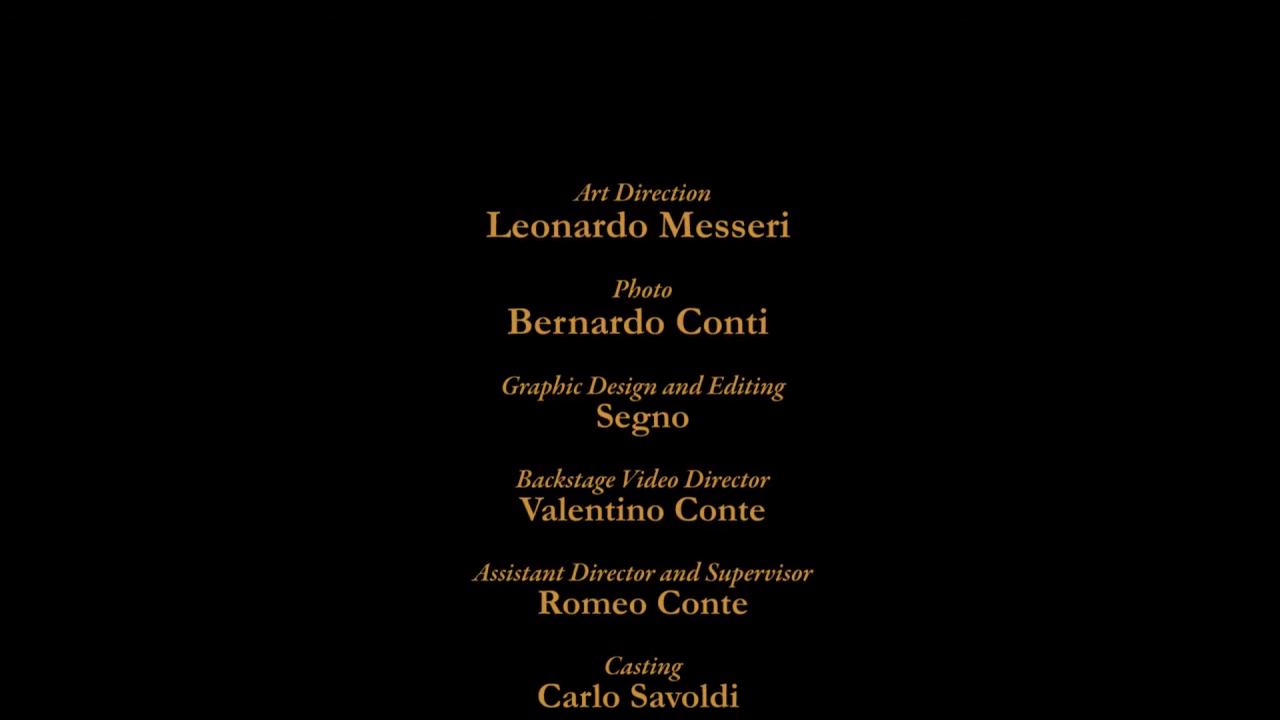 Art Direction
Leonardo Messeri
Photo
Bernardo Conti
Graphic Design and Editing
Segno
Backstage Video Director
Valentino Conte
Assistant Director and Supervisor
Romeo Conte
Casting
Carlo Savoldi